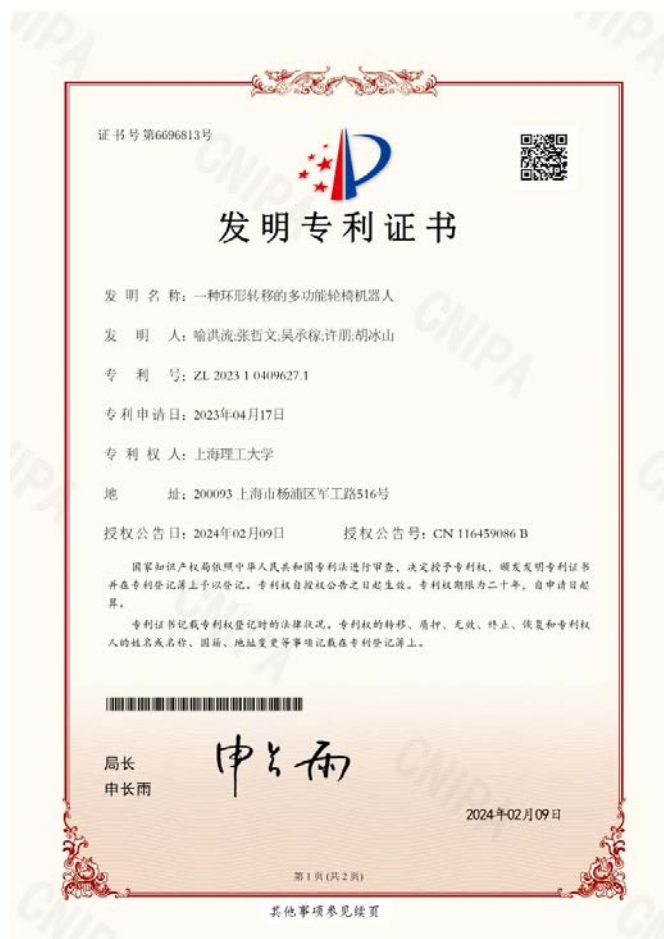 证书号第6696813号
发明专利证书
发明名称：一种环形转移的多功能轮椅机器人
发明人：喻洪流;张哲文;吴承稼;许朋;胡冰山
专利号：ZL 2023 1 0409627.1
专利申请日：2023年04月17日
专利权人：上海理工大学
地址：200093 上海市杨浦区军工路516号
授权公告日：2024年02月09日 授权公告号：CN 116459086 B
国家知识产权局依照中华人民共和国专利法进行审查，决定授予专利权，颁发发明专利证书
并在专利登记簿上予以登记。专利权自授权公告之日起生效。专利权期限为二十年，自申请日起
算。
专利证书记载专利权登记时的法律状况。专利权的转移、质押、无效、终止、恢复和专利权
人的姓名或名称、国籍、地址变更等事项记载在专利登记簿上。
局长
申长雨
申长雨
2024年02月09日
第1页(共2页)
其他事项参见续页
CNIPA
CNIPA
CNIPA
CNIPA
CNIPA
CNIPA